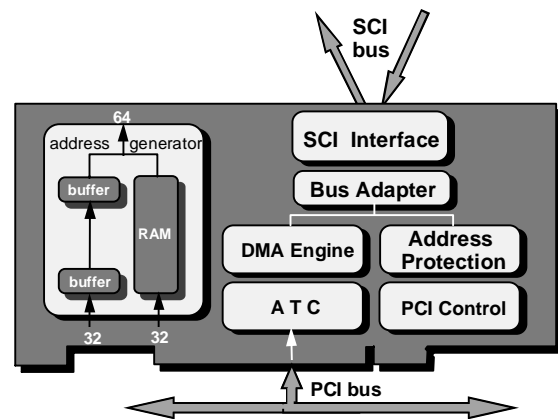 SCI
bus
64
address generator
buffer
RAM
buffer
32 32
SCI Interface
Bus Adapter
DMA Engine
Address
Protection
A T C
PCI Control
PCI bus